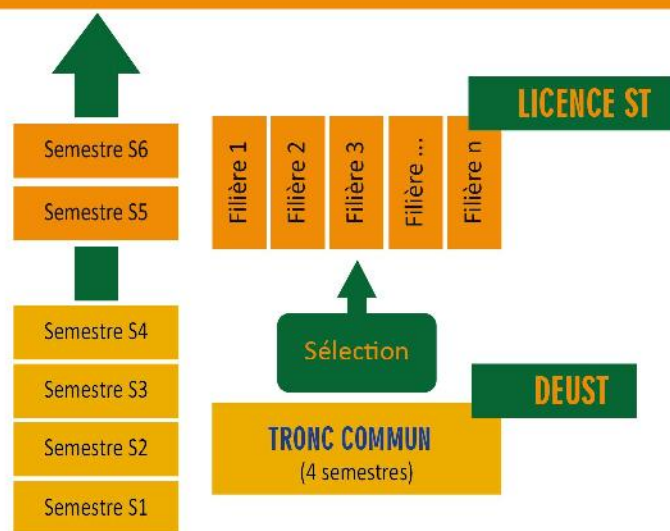 LICENCE ST
Semestre S6
Semestre S5
Filière 1
Filière 2
Filière 3
Filière ...
Filière n
Semestre S4
Semestre S3
Semestre S2
Semestre S1
Sélection
DEUST
TRONC COMMUN
(4 semestres)